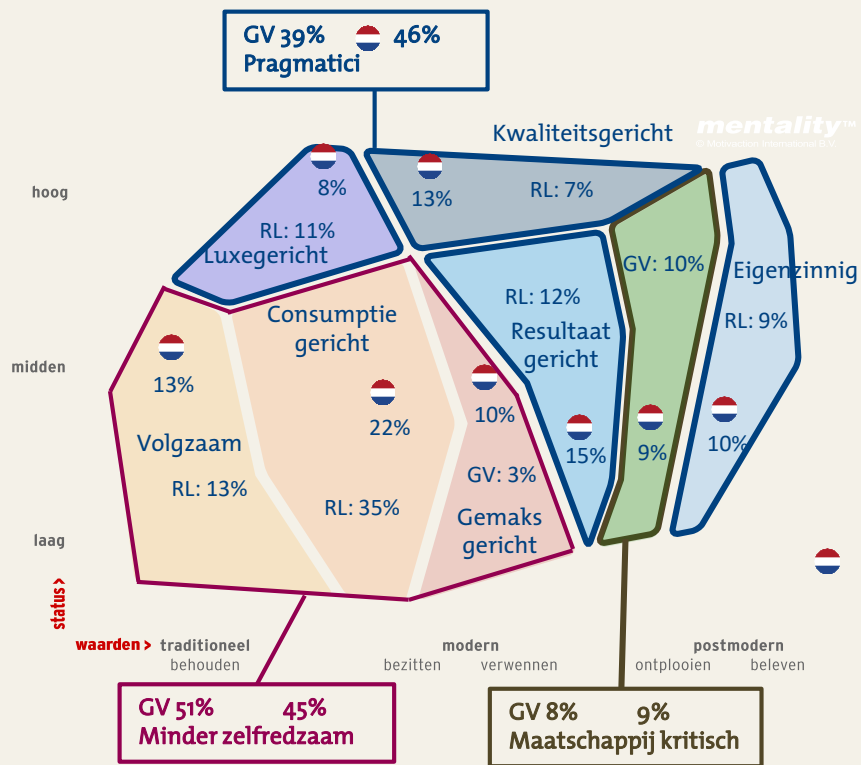 GV 39% 46%
Pragmatici
Kwaliteitsgericht
mentality™
© Motivaction International B.V.
hoog
8%
13%
RL: 7%
RL: 11%
Luxegericht
GV: 10%
Eigenzinnig
RL: 12%
Consumptie
gericht
Resultaat
gericht
RL: 9%
midden
13%
10%
22%
15%
9%
10%
Volgzaam
GV: 3%
RL: 13%
RL: 35%
Gemaks
gericht
laag
status >
waarden > traditioneel modern postmodern
behouden bezitten verwennen ontplooien beleven
GV 51% 45%
Minder zelfredzaam
GV 8% 9%
Maatschappij kritisch